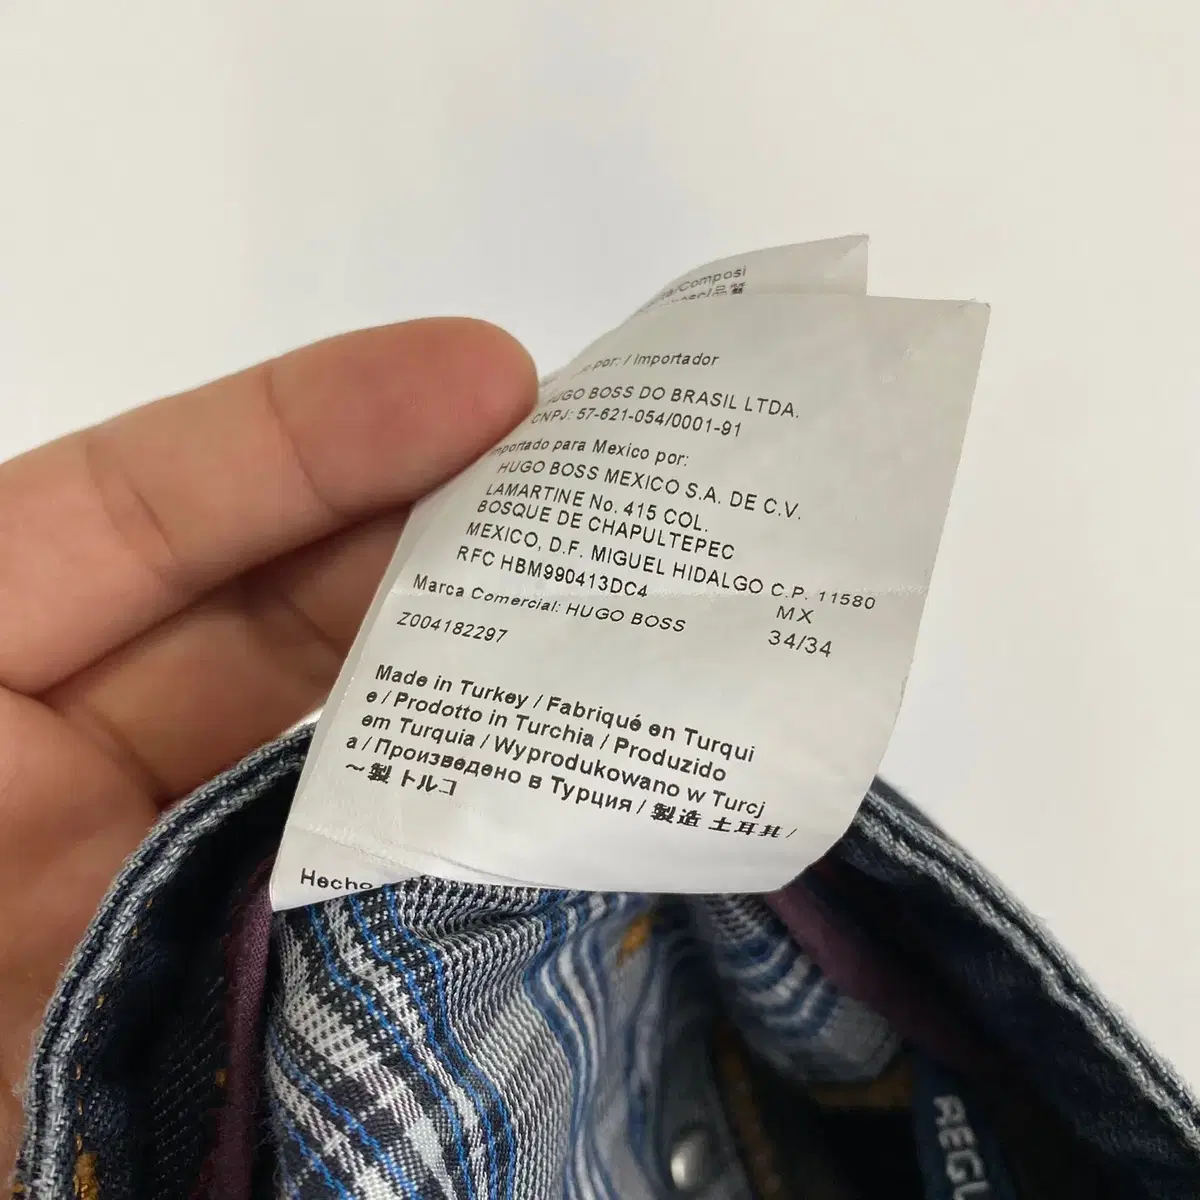 /Composi
por: / Importador
HUGO BOSS DO BRASIL LTDA.
CNPJ: 57-621-054/0001-91
Importado para Mexico por:
HUGO BOSS MEXICO S.A. DE C.V.
LAMARTINE No. 415 COL.
BOSQUE DE CHAPULTEPEC
MEXICO, D.F. MIGUEL HIDALGO C.P. 11580
RFC HBM990413DC4
MX
Marca Comercial: HUGO BOSS
34/34
Z004182297
Made in Turkey / Fabriqué en Turqui
e / Prodotto in Turchia / Produzido
em Turquia / Wyprodukowano w Turcj
a / Произведено в Турция / 製造 土耳其 /
～製 トルコ
Hecho
REGU